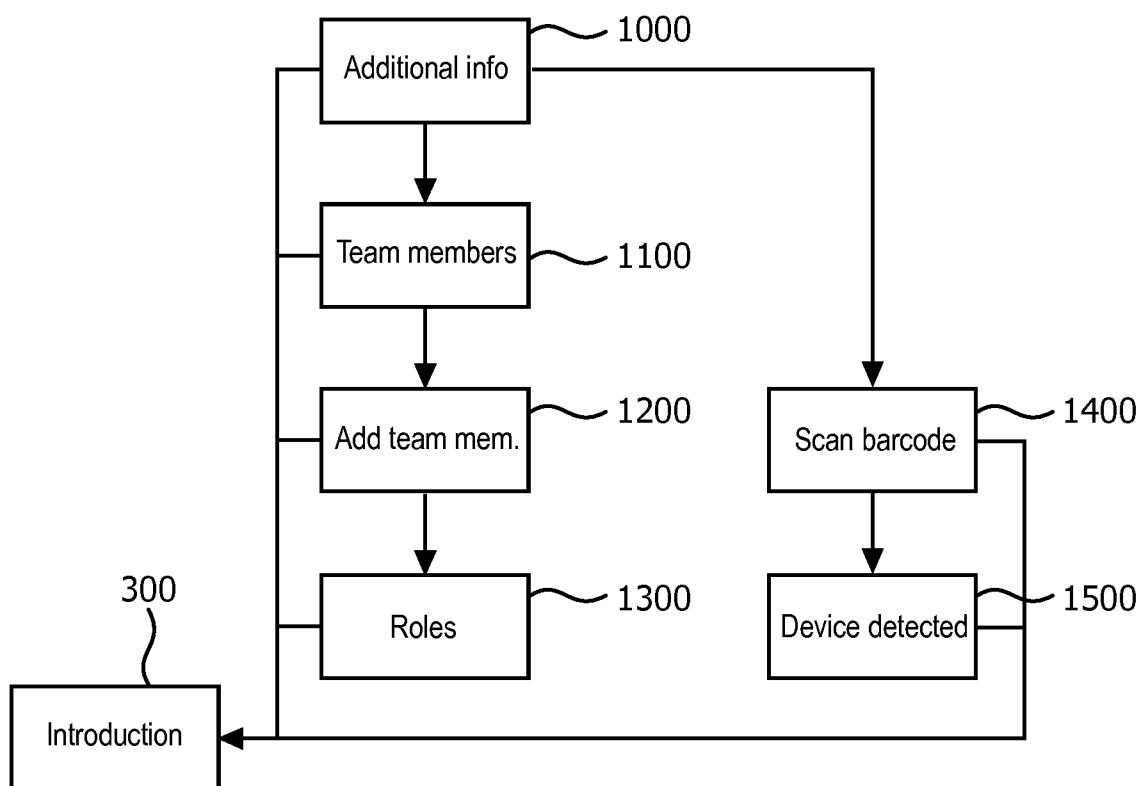 1000
Additional info
Team members
1100
1200
Add team mem.
1400
Scan barcode
300
1300
Roles
1500
Device detected
Introduction